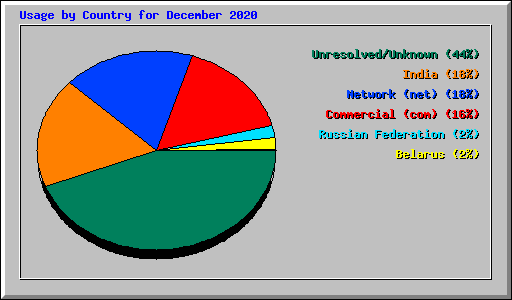 Usage by Country for December 2020
Unresolved/Unknown (44%)
India (18%)
Network (net) (18%)
Commercial (com) (16%)
Russian Federation (2%)
Belarus (2%)